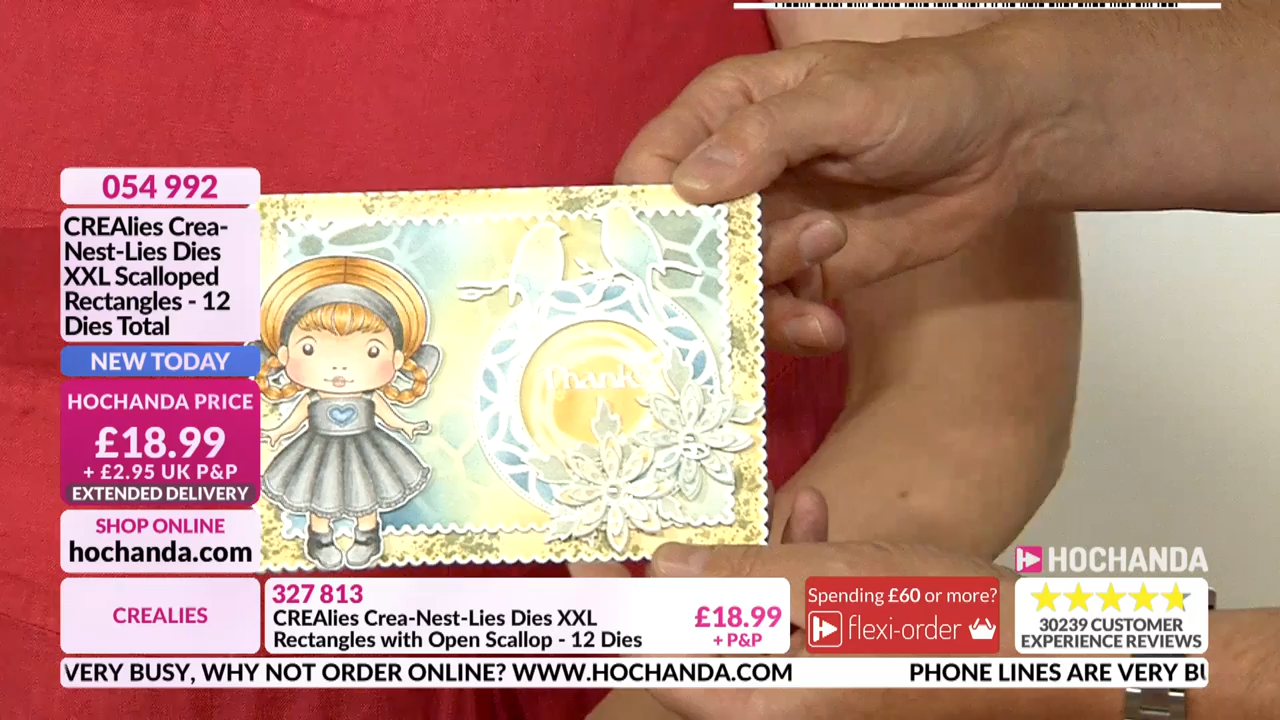 054 992
CREAlies Crea-
Nest-Lies Dies
XXL Scalloped
Rectangles - 12
Dies Total
NEW TODAY
HOCHANDA PRICE
£18.99
+ £2.95 UK P&P
EXTENDED DELIVERY
SHOP ONLINE
hochanda.com
Thanks
HOCHANDA
CREALIES
327 813
CREAlies Crea-Nest-Lies Dies XXL
Rectangles with Open Scallop - 12 Dies
£18.99
+ P&P
Spending £60 or more?
flexi-order
30239 CUSTOMER
EXPERIENCE REVIEWS
VERY BUSY, WHY NOT ORDER ONLINE? WWW.HOCHANDA.COM PHONE LINES ARE VERY BU